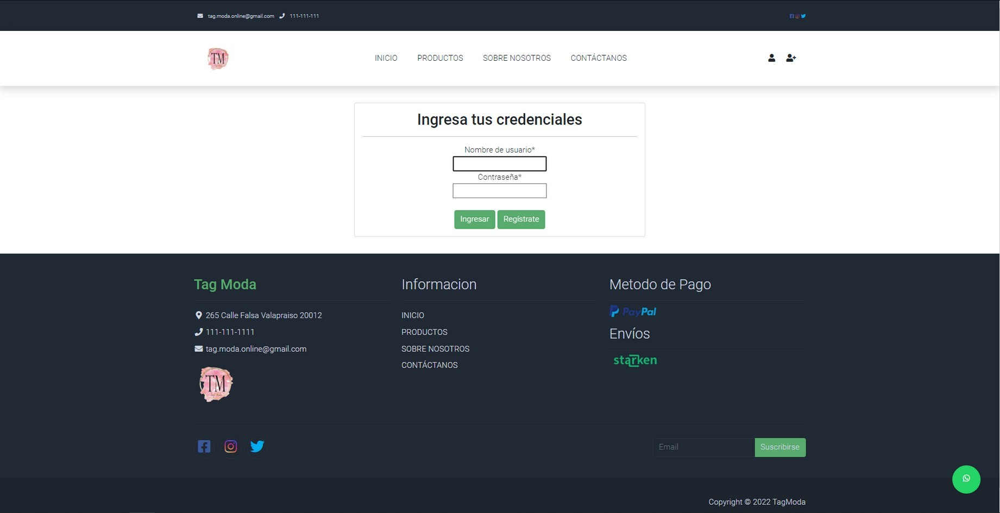 tag.moda.online@gmail.com 111-111-111
TM
INICIO PRODUCTOS SOBRE NOSOTROS CONTÁCTANOS
Ingresa tus credenciales
Nombre de usuario*
Contraseña*
Ingresar Regístrate
Tag Moda
265 Calle Falsa Valapraiso 20012
111-111-1111
tag.moda.online@gmail.com
TM
Informacion
INICIO
PRODUCTOS
SOBRE NOSOTROS
CONTÁCTANOS
Metodo de Pago
PayPal
Envíos
starken
Email Suscribirse
Copyright © 2022 TagModa